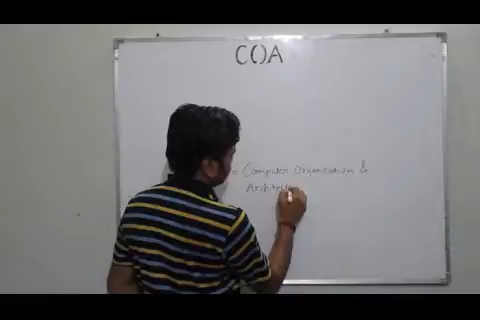 COA
= Computer Organization &